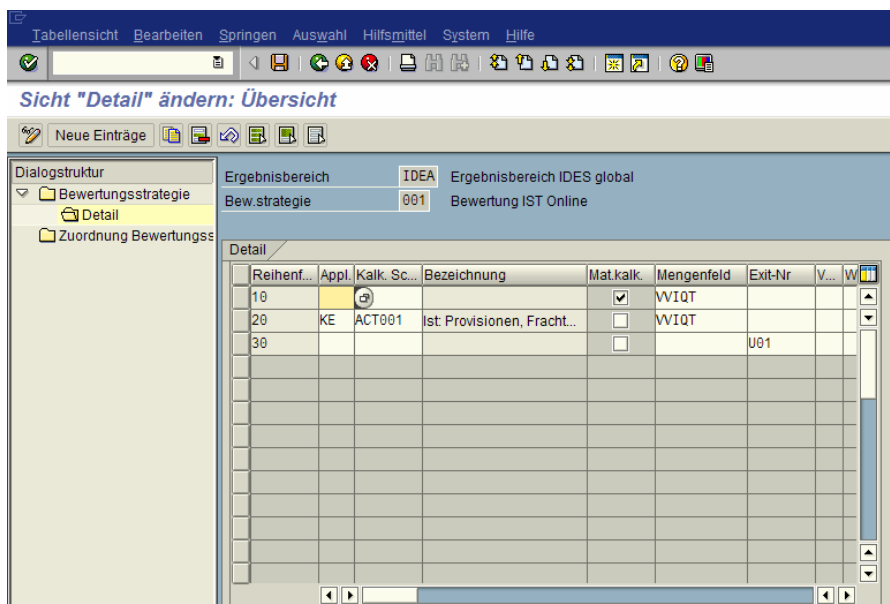 Tabellensicht Bearbeiten Springen Auswahl Hilfsmittel System Hilfe
Sicht "Detail" ändern: Übersicht
Neue Einträge
Dialogstruktur
Bewertungsstrategie
Detail
Zuordnung Bewertungss
Ergebnisbereich IDEA Ergebnisbereich IDES global
Bew.strategie 001 Bewertung IST Online
Detail
Reihenf... Appl. Kalk. Sc... Bezeichnung Mat.kalk. Mengenfeld Exit-Nr V... W
10 VVIQT
20 KE ACT001 Ist: Provisionen, Fracht... VVIQT
30 U01